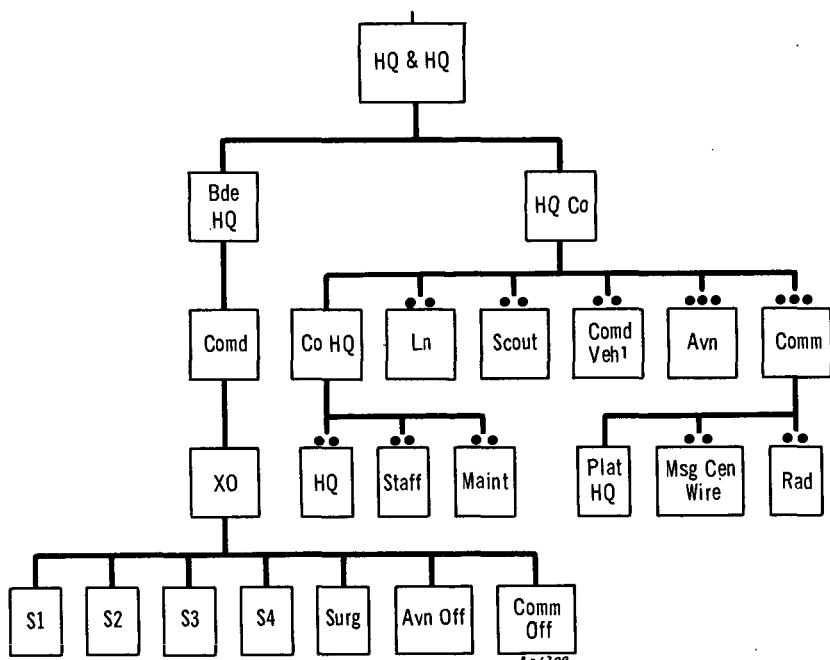 HQ & HQ
Bde
HQ
HQ Co
Comd
Co HQ
Ln
Scout
Comd
Veh¹
Avn
Comm
XO
HQ
Staff
Maint
Plat
HQ
Msg Cen
Wire
Rad
S1
S2
S3
S4
Surg
Avn Off
Comm
Off